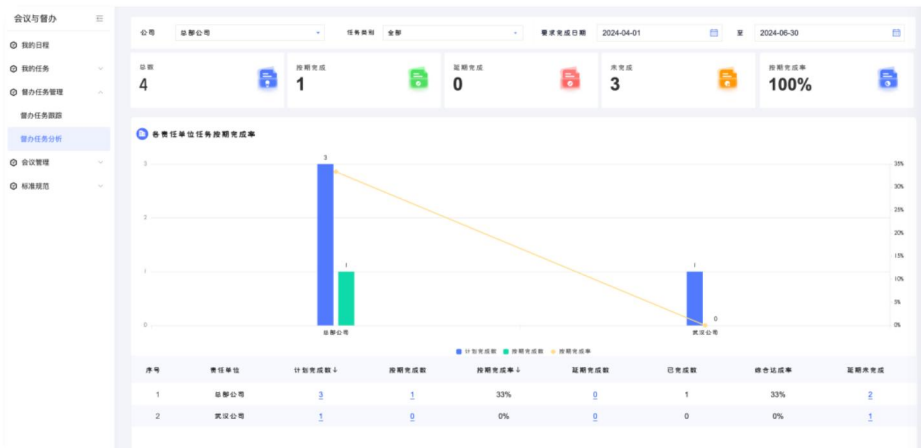 会议与督办
我的日程
我的任务
督办任务管理
督办任务跟踪
督办任务分析
会议管理
标准规范
公司 总部公司 任务类别 全部 要求完成日期 2024-04-01 至 2024-06-30
总数 按期完成 延期完成 未完成 按期完成率
4 1 0 3 100%
各责任单位任务按期完成率
3 3 35%
30%
25%
2 20%
15%
1 1 1 10%
5%
0 0 0%
总部公司 武汉公司
计划完成数 按期完成数 按期完成率
序号 责任单位 计划完成数↓ 按期完成数 按期完成率↓ 延期完成数 已完成数 综合达成率 延期未完成
1 总部公司 3 1 33% 0 1 33% 2
2 武汉公司 1 0 0% 0 0 0% 1